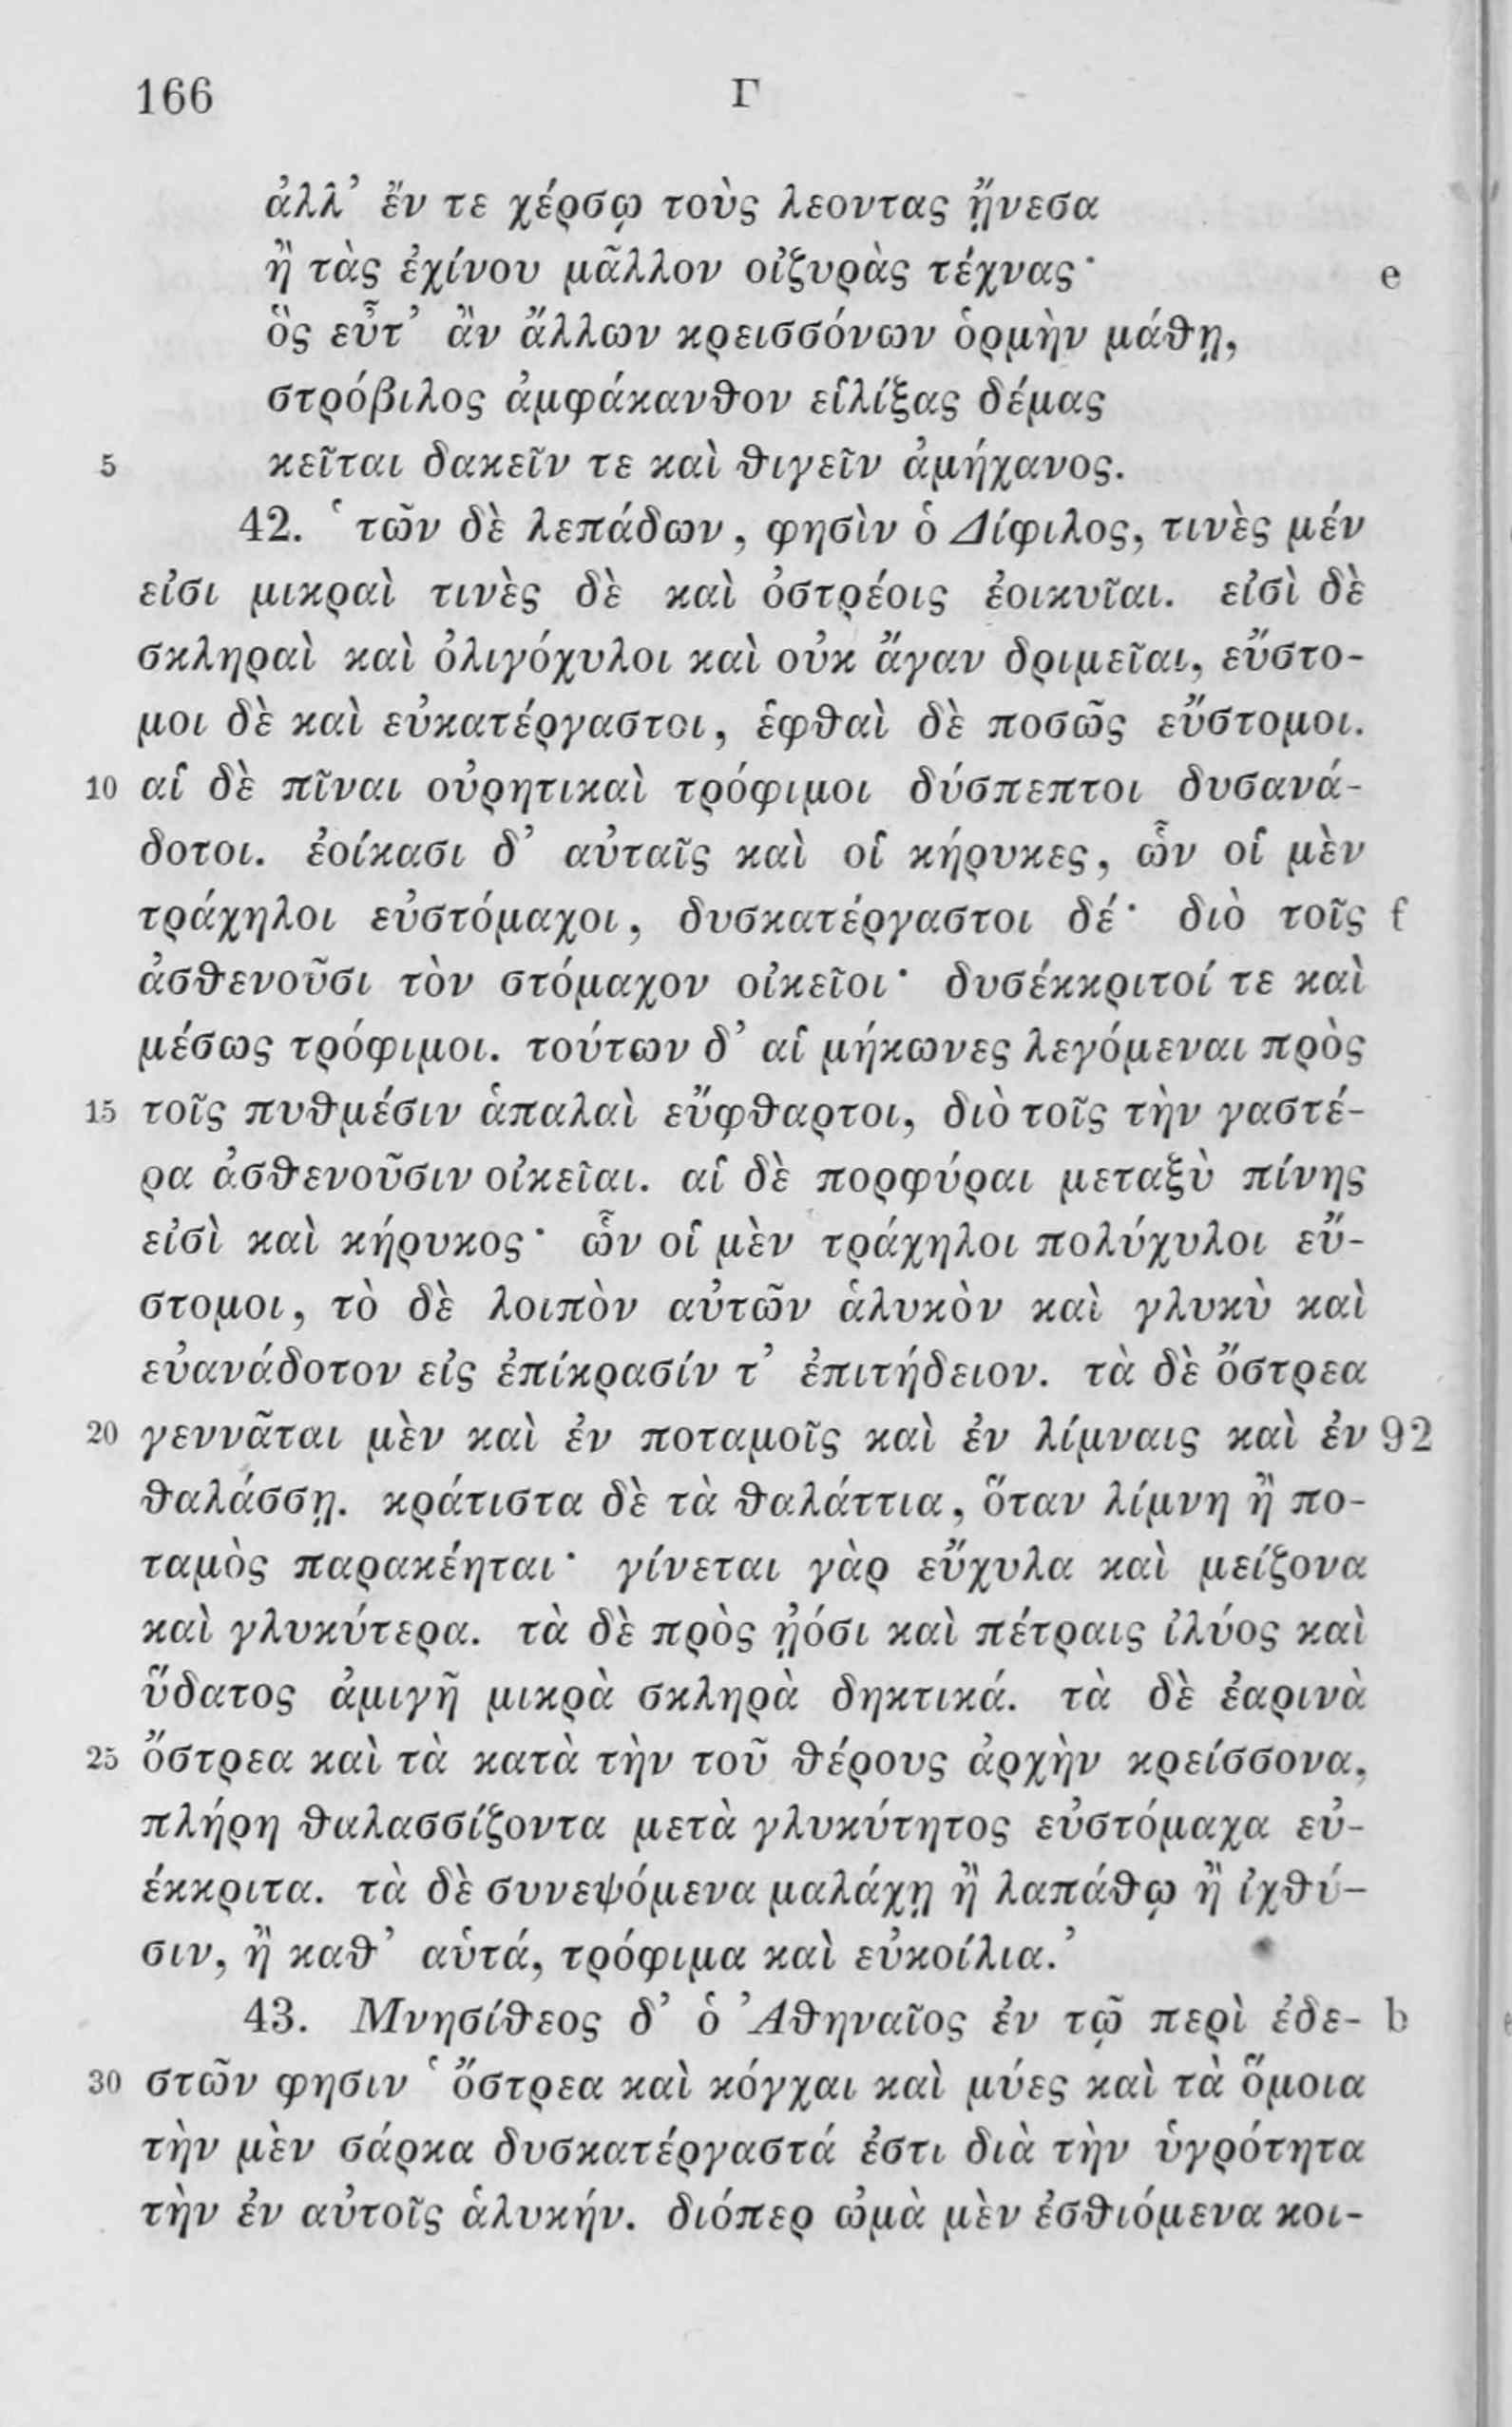 166 Γ
ἀλλ’ ἔν τε χέρσῳ τοὺς λεοντας ᾔνεσα
ἢ τὰς ἐχίνου μᾶλλον οἰζυρὰς τέχνας· e
ὃς εὖτ’ ἂν ἄλλων κρεισσόνων ὁρμὴν μάθῃ,
στρόβιλος ἀμφάκανθον εἱλίξας δέμας
5 κεῖται δακεῖν τε καὶ θιγεῖν ἀμήχανος.
42. ‘τῶν δὲ λεπάδων, φησὶν ὁ Δίφιλος, τινὲς μέν
εἰσι μικραὶ τινὲς δὲ καὶ ὀστρέοις ἐοικυῖαι. εἰσὶ δὲ
σκληραὶ καὶ ὀλιγόχυλοι καὶ οὐκ ἄγαν δριμεῖαι, εὔστο-
μοι δὲ καὶ εὐκατέργαστοι, ἑφθαὶ δὲ ποσῶς εὔστομοι.
10 αἱ δὲ πῖναι οὐρητικαὶ τρόφιμοι δύσπεπτοι δυσανά-
δοτοι. ἐοίκασι δ’ αὐταῖς καὶ οἱ κήρυκες, ὧν οἱ μὲν
τράχηλοι εὐστόμαχοι, δυσκατέργαστοι δέ· διὸ τοῖς f
ἀσθενοῦσι τὸν στόμαχον οἰκεῖοι· δυσέκκριτοί τε καὶ
μέσως τρόφιμοι. τούτων δ’ αἱ μήκωνες λεγόμεναι πρὸς
15 τοῖς πυθμέσιν ἁπαλαὶ εὔφθαρτοι, διὸ τοῖς τὴν γαστέ-
ρα ἀσθενοῦσιν οἰκεῖαι. αἱ δὲ πορφύραι μεταξὺ πίνης
εἰσὶ καὶ κήρυκος· ὧν οἱ μὲν τράχηλοι πολύχυλοι εὔ-
στομοι, τὸ δὲ λοιπὸν αὐτῶν ἁλυκὸν καὶ γλυκὺ καὶ
εὐανάδοτον εἰς ἐπίκρασίν τ’ ἐπιτήδειον. τὰ δὲ ὄστρεα
20 γεννᾶται μὲν καὶ ἐν ποταμοῖς καὶ ἐν λίμναις καὶ ἐν 92
θαλάσσῃ. κράτιστα δὲ τὰ θαλάττια, ὅταν λίμνη ἢ πο-
ταμὸς παρακέηται· γίνεται γὰρ εὔχυλα καὶ μείζονα
καὶ γλυκύτερα. τὰ δὲ πρὸς ᾐόσι καὶ πέτραις ἰλύος καὶ
ὕδατος ἀμιγῆ μικρὰ σκληρὰ δηκτικά. τὰ δὲ ἐαρινὰ
25 ὄστρεα καὶ τὰ κατὰ τὴν τοῦ θέρους ἀρχὴν κρείσσονα,
πλήρη θαλασσίζοντα μετὰ γλυκύτητος εὐστόμαχα εὐ-
έκκριτα. τὰ δὲ συνεψόμενα μαλάχῃ ἢ λαπάθῳ ἢ ἰχθύ-
σιν, ἢ καθ’ αὑτά, τρόφιμα καὶ εὐκοίλια.’
43. Μνησίθεος δ’ ὁ Ἀθηναῖος ἐν τῷ περὶ ἐδε- b
30 στῶν φησιν ‘ὄστρεα καὶ κόγχαι καὶ μύες καὶ τὰ ὅμοια
τὴν μὲν σάρκα δυσκατέργαστά ἐστι διὰ τὴν ὑγρότητα
τὴν ἐν αὐτοῖς ἁλυκήν. διόπερ ὠμὰ μὲν ἐσθιόμενα κοι-